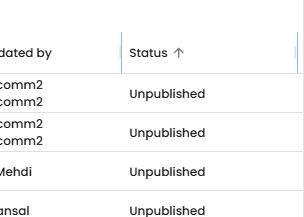 dated by Status
comm2
comm2 Unpublished
comm2
comm2 Unpublished
Mehdi Unpublished
ansal Unpublished